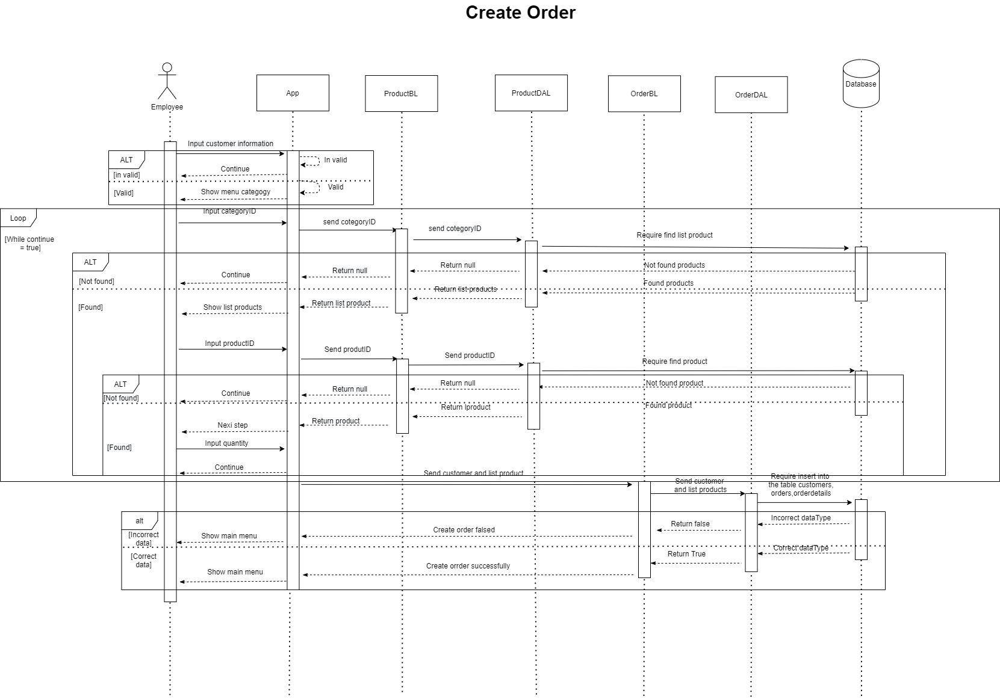 Create Order
Employee
App
ProductBL
ProductDAL
OrderBL
OrderDAL
Database
Input customer information
ALT
In valid
Continue
[in valid]
Valid
[Valid]
Show menu categogy
Input categoryID
Loop
send cotegoryID
send cotegoryID
Require find list product
[While continue
= true]
ALT
Not found products
Return null
Return null
Continue
[Not found]
Found products
Return list products
Return list product
Show list products
[Found]
Input productID
Send produtID
Send productID
Require find product
ALT
Not found product
Return null
Return null
Continue
[Not found]
Found product
Return lproduct
Return product
Nexi step
Input quantity
[Found]
Continue
Send customer and list product
Send customer
and list products
Require insert into
the table customers,
orders,orderdetails
alt
Incorrect dataType
Return false
Create order falsed
Show main menu
[Incorrect
data]
Correct dataType
Return True
[Correct
data]
Create orrder successfully
Show main menu